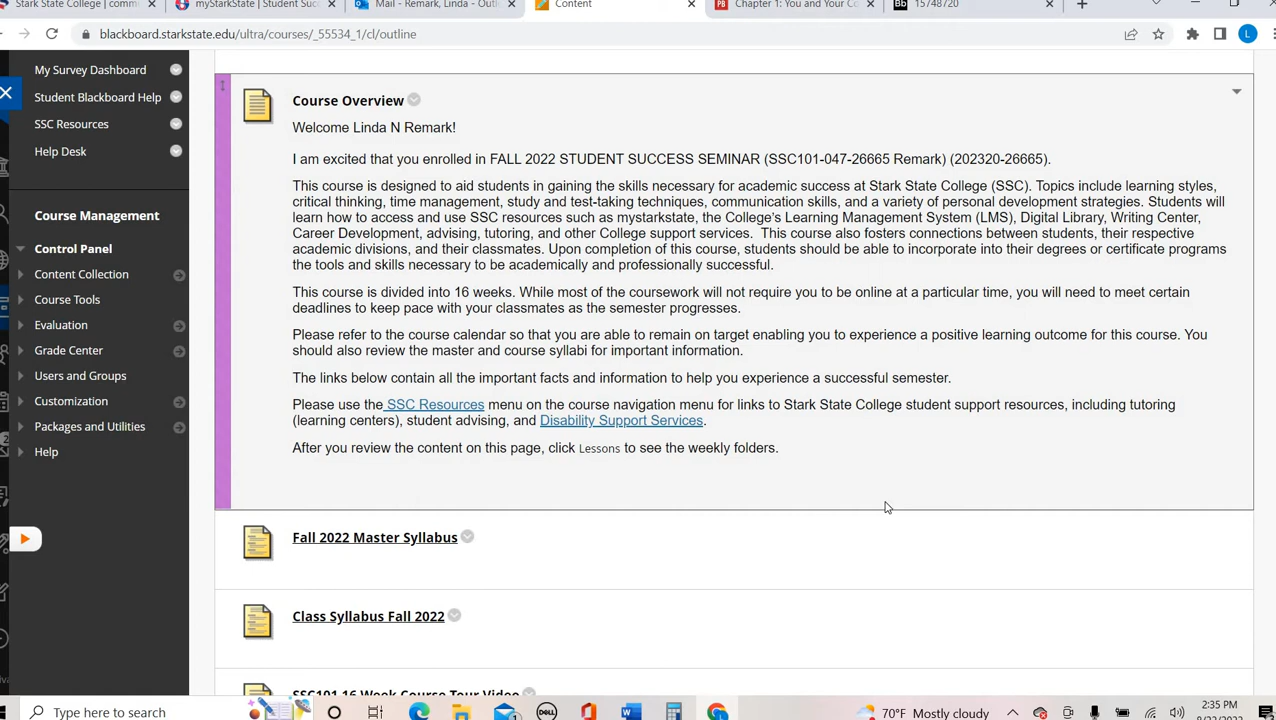 Stark State College | comm
myStarkState | Student Suc
Mail - Remark, Linda - Outlo
Content
Chapter 1: You and Your Co
Bb 15748720
blackboard.starkstate.edu/ultra/courses/_55534_1/cl/outline
L
My Survey Dashboard
Student Blackboard Help
SSC Resources
Help Desk
Course Management
Control Panel
Content Collection
Course Tools
Evaluation
Grade Center
Users and Groups
Customization
Packages and Utilities
Help
Course Overview
Welcome Linda N Remark!
I am excited that you enrolled in FALL 2022 STUDENT SUCCESS SEMINAR (SSC101-047-26665 Remark) (202320-26665).
This course is designed to aid students in gaining the skills necessary for academic success at Stark State College (SSC). Topics include learning styles,
critical thinking, time management, study and test-taking techniques, communication skills, and a variety of personal development strategies. Students will
learn how to access and use SSC resources such as mystarkstate, the College's Learning Management System (LMS), Digital Library, Writing Center,
Career Development, advising, tutoring, and other College support services.  This course also fosters connections between students, their respective
academic divisions, and their classmates. Upon completion of this course, students should be able to incorporate into their degrees or certificate programs
the tools and skills necessary to be academically and professionally successful.
This course is divided into 16 weeks. While most of the coursework will not require you to be online at a particular time, you will need to meet certain
deadlines to keep pace with your classmates as the semester progresses.
Please refer to the course calendar so that you are able to remain on target enabling you to experience a positive learning outcome for this course. You
should also review the master and course syllabi for important information.
The links below contain all the important facts and information to help you experience a successful semester.
Please use the SSC Resources menu on the course navigation menu for links to Stark State College student support resources, including tutoring
(learning centers), student advising, and Disability Support Services.
After you review the content on this page, click Lessons to see the weekly folders.
Fall 2022 Master Syllabus
Class Syllabus Fall 2022
SSC101 16 Week Course Tour Video
Type here to search
DELL
70°F Mostly cloudy
2:35 PM